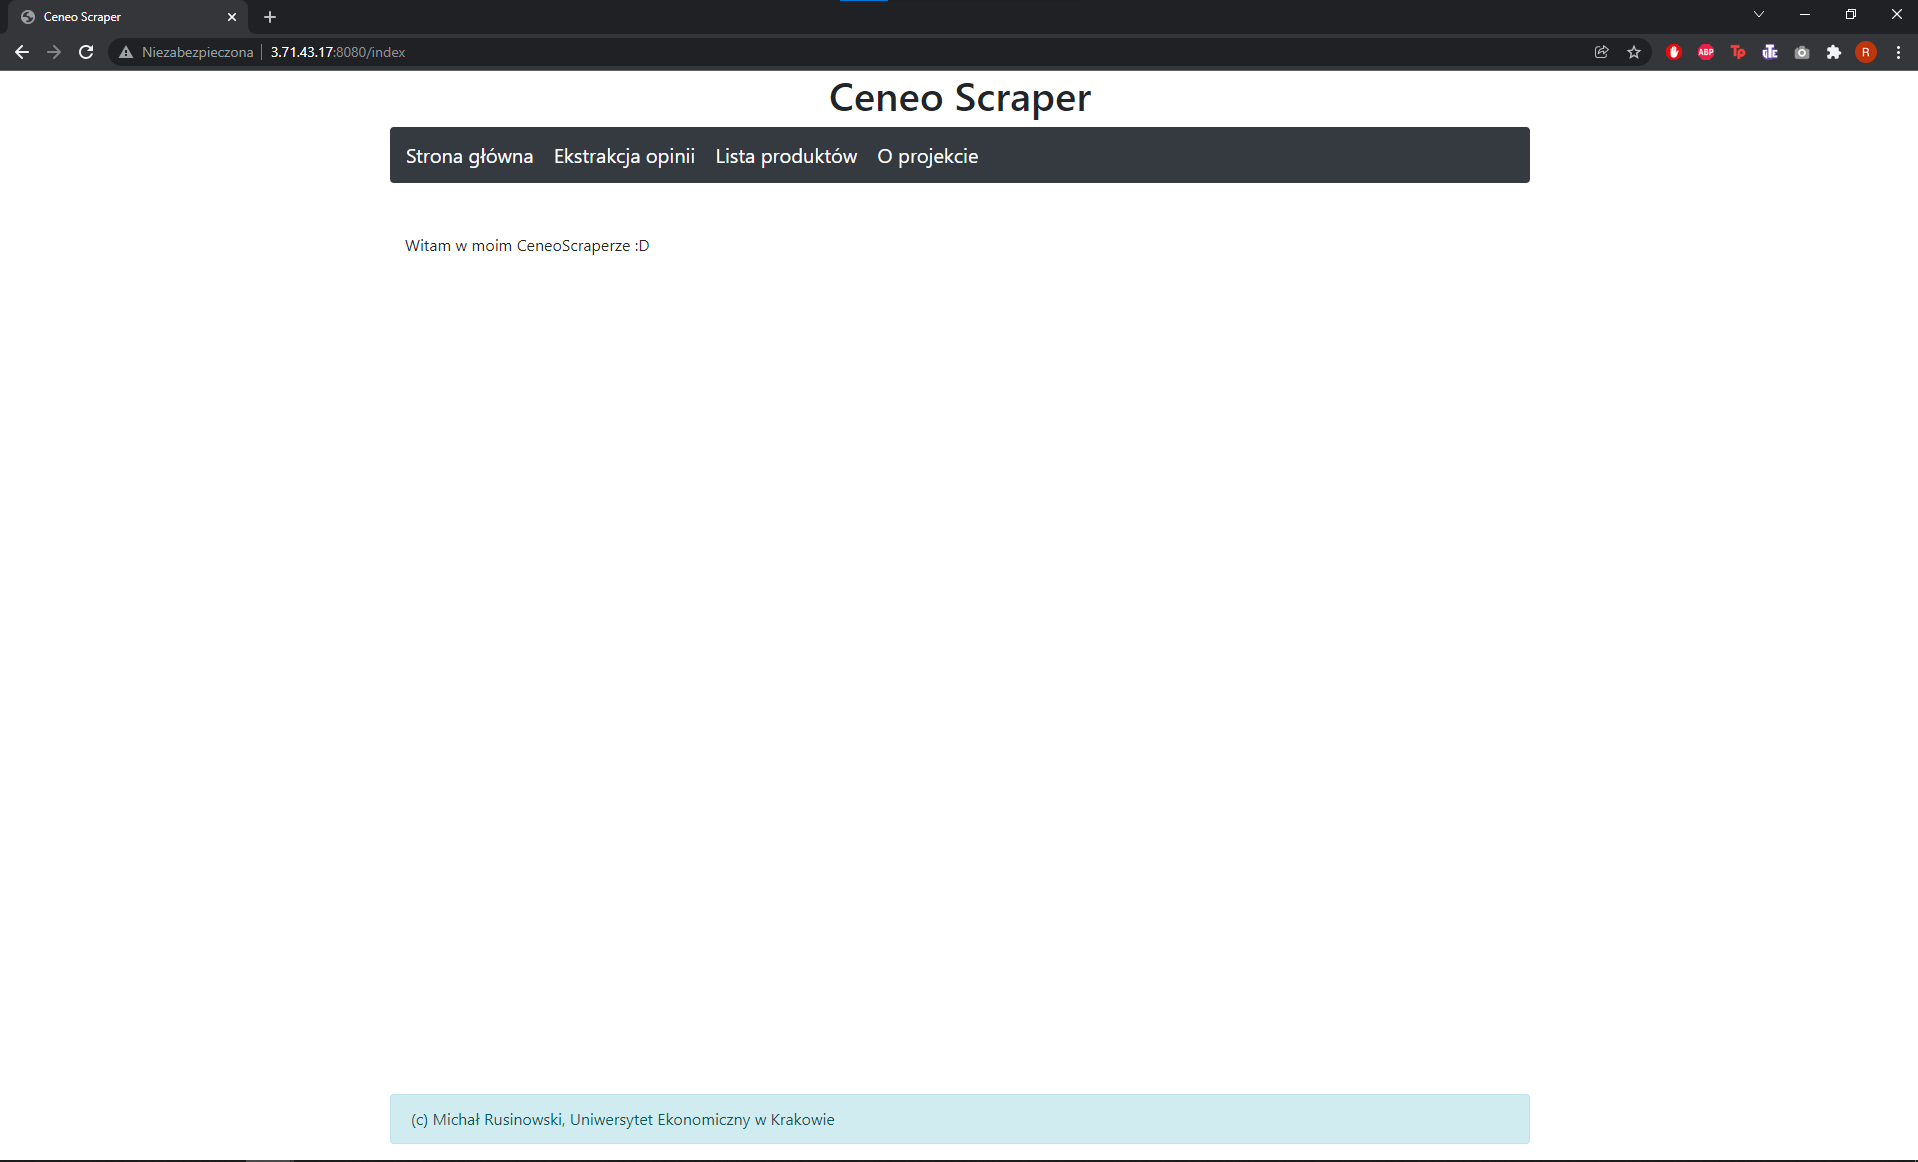 Ceneo Scraper
Niezabezpieczona 3.71.43.17:8080/index
ABP Tp GTC R
Ceneo Scraper
Strona główna Ekstrakcja opinii Lista produktów O projekcie
Witam w moim CeneoScraperze :D
(c) Michał Rusinowski, Uniwersytet Ekonomiczny w Krakowie